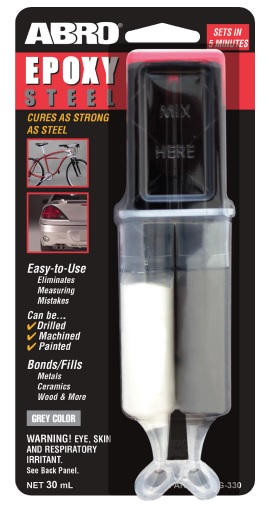 ABRO®
SETS IN
5 MINUTES
EPOXY
STEEL
CURES AS STRONG
AS STEEL
MIX
HERE
Easy-to-Use
Eliminates
Measuring
Mistakes
Can be...
✓Drilled
✓Machined
✓Painted
Bonds/Fills
Metals
Ceramics
Wood & More
GREY COLOR
WARNING! EYE, SKIN
AND RESPIRATORY
IRRITANT.
See Back Panel.
NET 30 mL